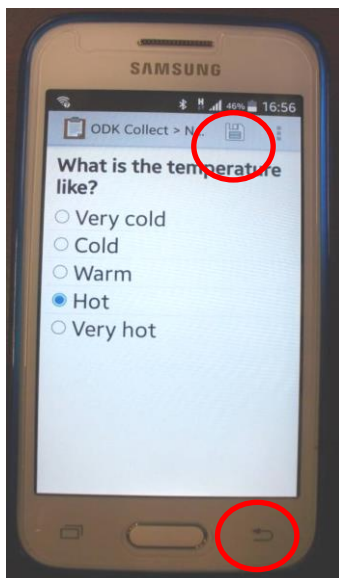 SAMSUNG
46% 16:56
ODK Collect > N...
What is the temperature
like?
Very cold
Cold
Warm
Hot
Very hot